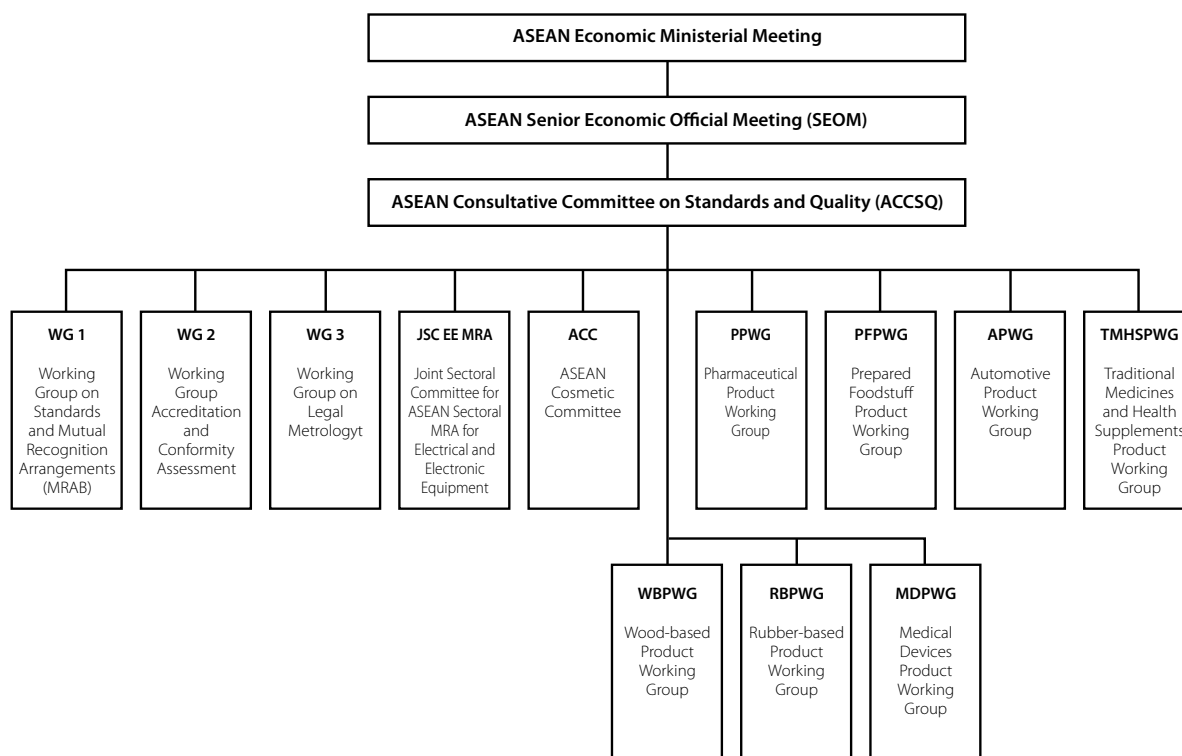 ASEAN Economic Ministerial Meeting
ASEAN Senior Economic Official Meeting (SEOM)
ASEAN Consultative Committee on Standards and Quality (ACCSQ)
WG 1
Working
Group on
Standards
and Mutual
Recognition
Arrangements
(MRAB)
WG 2
Working
Group
Accreditation
and
Conformity
Assessment
WG 3
Working
Group on
Legal
Metrologyt
JSC EE MRA
Joint Sectoral
Committee for
ASEAN Sectoral
MRA for
Electrical and
Electronic
Equipment
ACC
ASEAN
Cosmetic
Committee
PPWG
Pharmaceutical
Product
Working
Group
PFPWG
Prepared
Foodstuff
Product
Working
Group
APWG
Automotive
Product
Working
Group
TMHSPWG
Traditional
Medicines
and Health
Supplements
Product
Working
Group
WBPWG
Wood-based
Product
Working
Group
RBPWG
Rubber-based
Product
Working
Group
MDPWG
Medical
Devices
Product
Working
Group